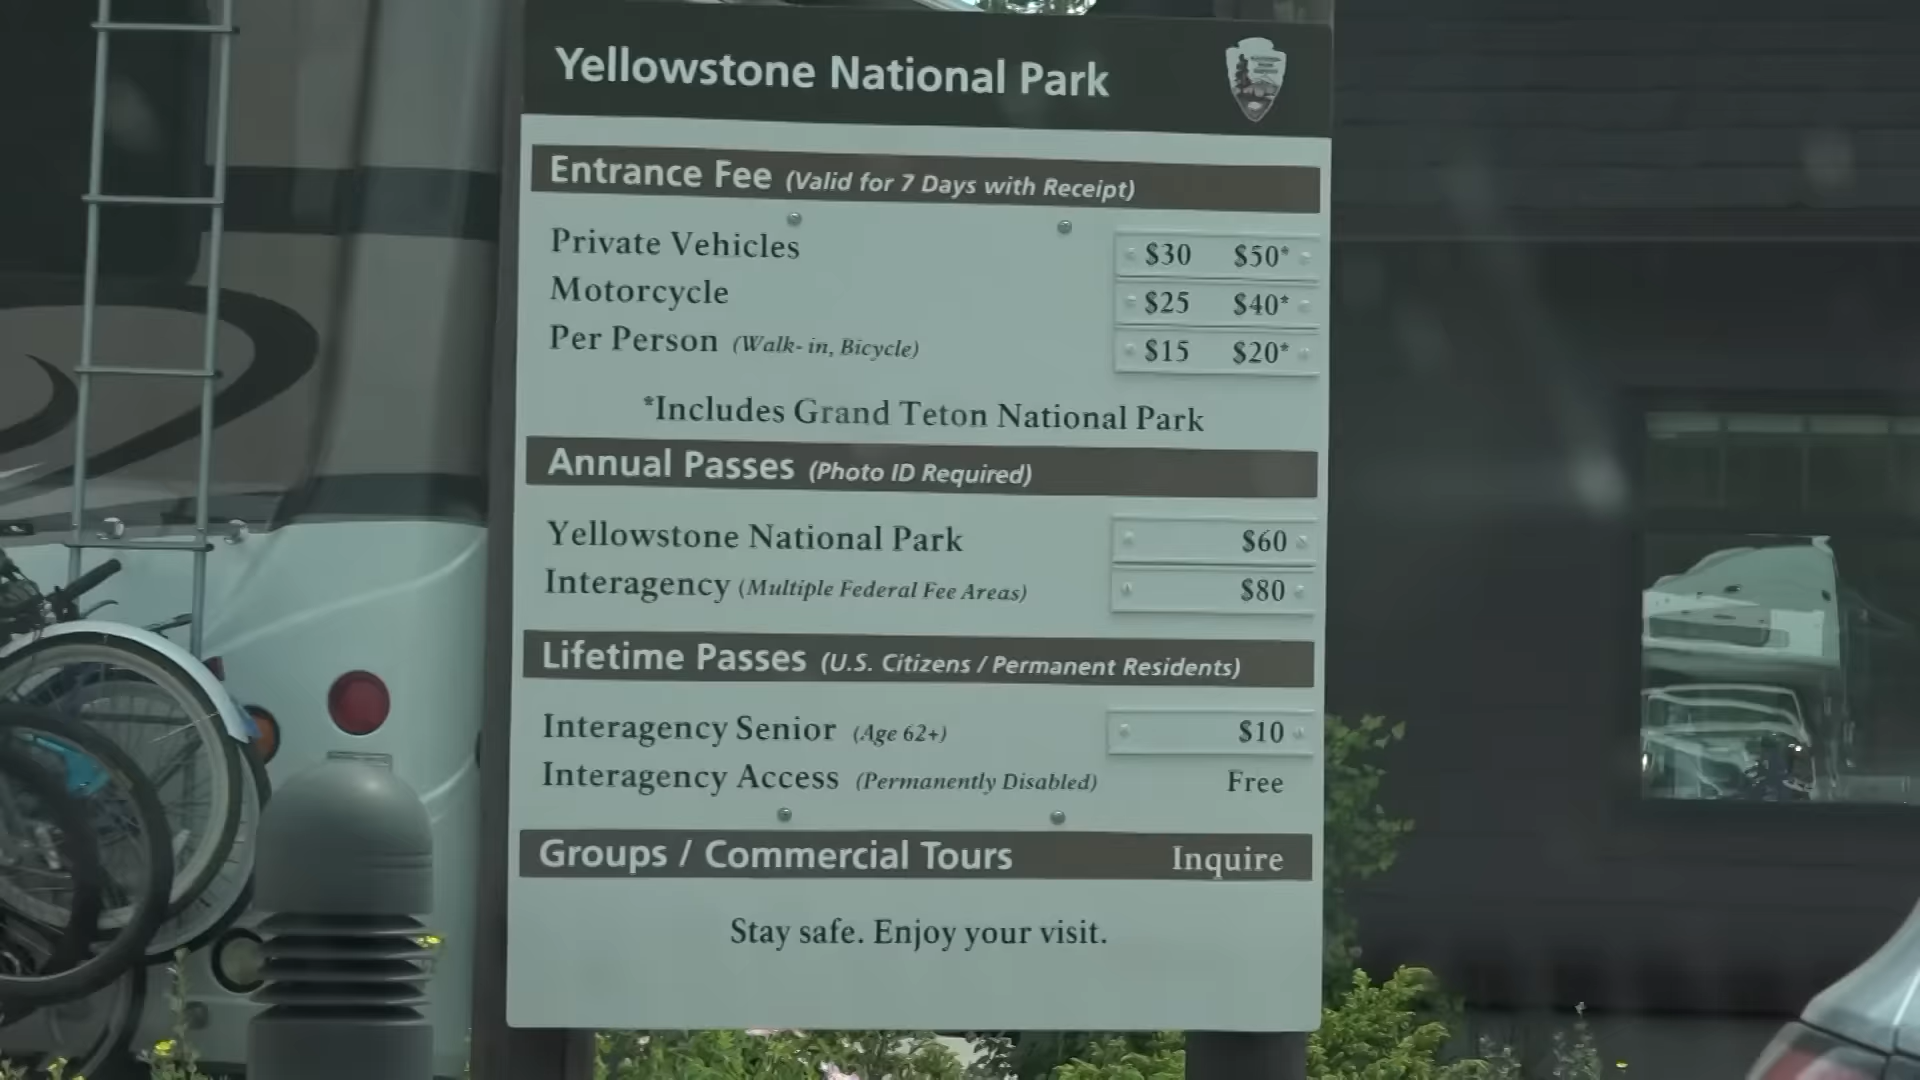 Yellowstone National Park
Entrance Fee (Valid for 7 Days with Receipt)
Private Vehicles $30 $50*
Motorcycle $25 $40*
Per Person (Walk- in, Bicycle) $15 $20*
*Includes Grand Teton National Park
Annual Passes (Photo ID Required)
Yellowstone National Park $60
Interagency (Multiple Federal Fee Areas) $80
Lifetime Passes (U.S. Citizens / Permanent Residents)
Interagency Senior (Age 62+) $10
Interagency Access (Permanently Disabled) Free
Groups / Commercial Tours Inquire
Stay safe. Enjoy your visit.